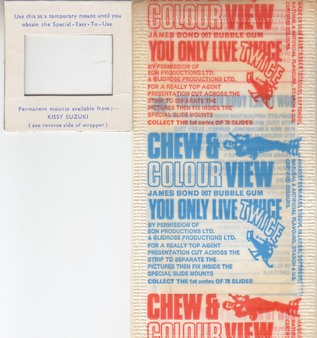 Use this as a temporary mount until you
obtain the Special - Easy - To - Use
Permanent mounts available from:—
KISSY SUZUKI
(see reverse side of wrapper)
COLOUR VIEW
JAMES BOND 007 BUBBLE GUM
YOU ONLY LIVE TWICE
TWICE
BY PERMISSION OF
EON PRODUCTIONS LTD.
& GLIDROSE PRODUCTIONS LTD.
FOR A REALLY TOP AGENT
PRESENTATION CUT ACROSS THE
STRIP TO SEPARATE THE
PICTURES THEN FIX INSIDE THE
SPECIAL SLIDE MOUNTS
COLLECT THE 1st series of 78 SLIDES
CHEW &
COLOUR VIEW
JAMES BOND 007 BUBBLE GUM
YOU ONLY LIVE TWICE
BY PERMISSION OF
EON PRODUCTIONS LTD.
& GLIDROSE PRODUCTIONS LTD.
FOR A REALLY TOP AGENT
PRESENTATION CUT ACROSS THE
STRIP TO SEPARATE THE
PICTURES THEN FIX INSIDE THE
SPECIAL SLIDE MOUNTS
COLLECT THE 1st series of 78 SLIDES
CHEW &
COLOUR VIEW